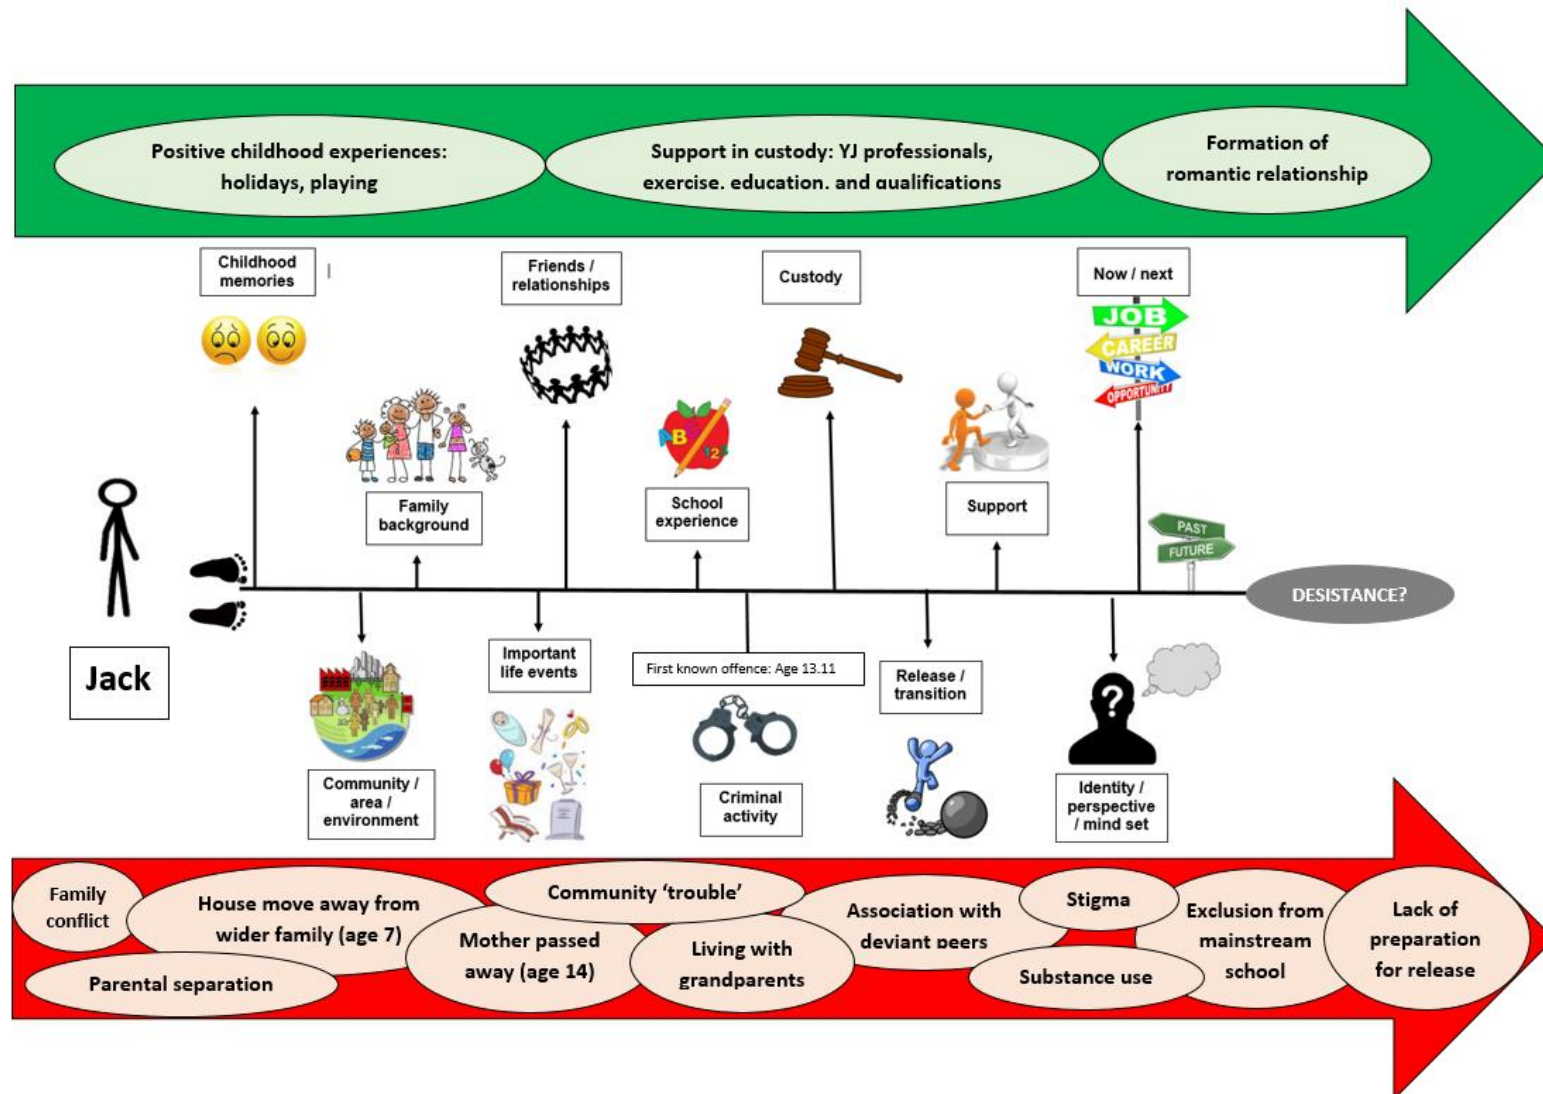 Positive childhood experiences:
holidays, playing
Support in custody: YJ professionals,
exercise, education, and qualifications
Formation of
romantic relationship
Childhood
memories
Friends /
relationships
Custody
Now / next
JOB
CAREER
WORK
OPPORTUNITY
ABC
123
Family
background
School
experience
Support
PAST
FUTURE
DESISTANCE?
Jack
Important
life events
First known offence: Age 13.11
Release /
transition
?
Community /
area /
environment
Criminal
activity
Identity /
perspective
/ mind set
Family
conflict
House move away from
wider family (age 7)
Parental separation
Community ‘trouble’
Mother passed
away (age 14)
Living with
grandparents
Association with
deviant peers
Stigma
Substance use
Exclusion from
mainstream
school
Lack of
preparation
for release